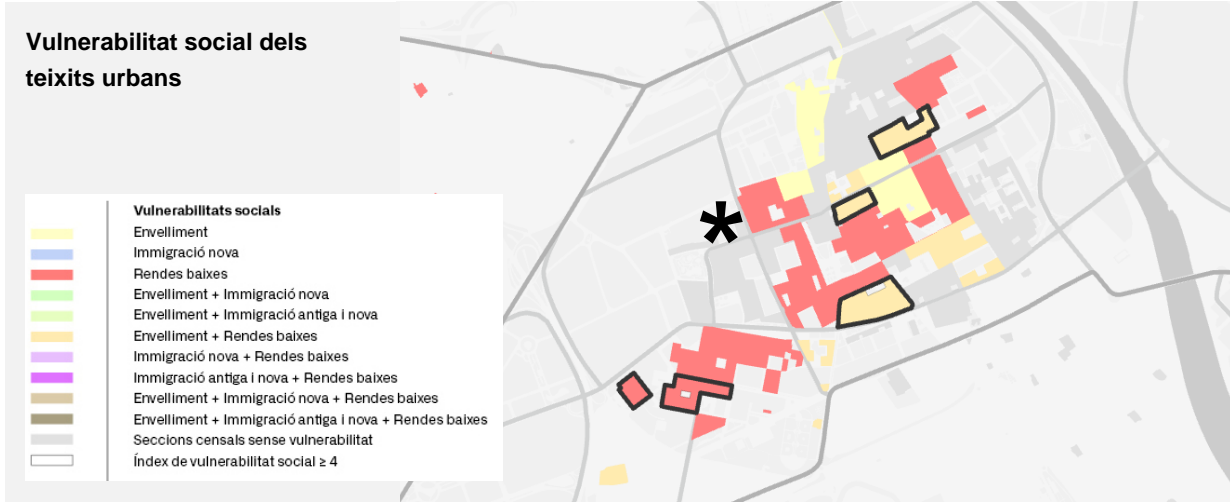 Vulnerabilitat social dels
teixits urbans
*
Vulnerabilitats socials
Envelliment
Immigració nova
Rendes baixes
Envelliment + Immigració nova
Envelliment + Immigració antiga i nova
Envelliment + Rendes baixes
Immigració nova + Rendes baixes
Immigració antiga i nova + Rendes baixes
Envelliment + Immigració nova + Rendes baixes
Envelliment + Immigració antiga i nova + Rendes baixes
Seccions censals sense vulnerabilitat
Índex de vulnerabilitat social ≥ 4